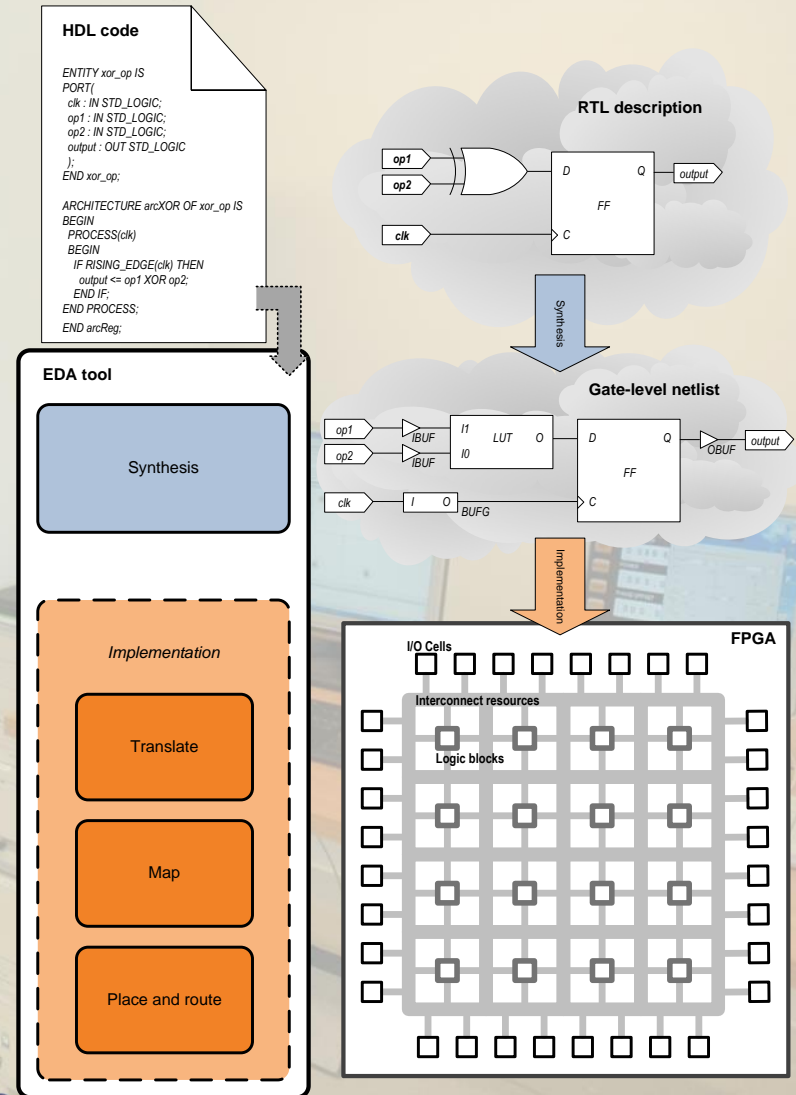 HDL code
ENTITY xor_op IS
PORT(
clk : IN STD_LOGIC;
op1 : IN STD_LOGIC;
op2 : IN STD_LOGIC;
output : OUT STD_LOGIC
);
END xor_op;
ARCHITECTURE arcXOR OF xor_op IS
BEGIN
PROCESS(clk)
BEGIN
IF RISING_EDGE(clk) THEN
output <= op1 XOR op2;
END IF;
END PROCESS;
END arcReg;
EDA tool
Synthesis
Implementation
Translate
Map
Place and route
RTL description
op1
op2
clk
D
Q
FF
C
output
Synthesis
Gate-level netlist
op1
IBUF
op2
IBUF
I1
LUT
O
I0
clk
I
O
BUFG
D
Q
FF
C
OBUF
output
Implementation
FPGA
I/O Cells
Interconnect resources
Logic blocks